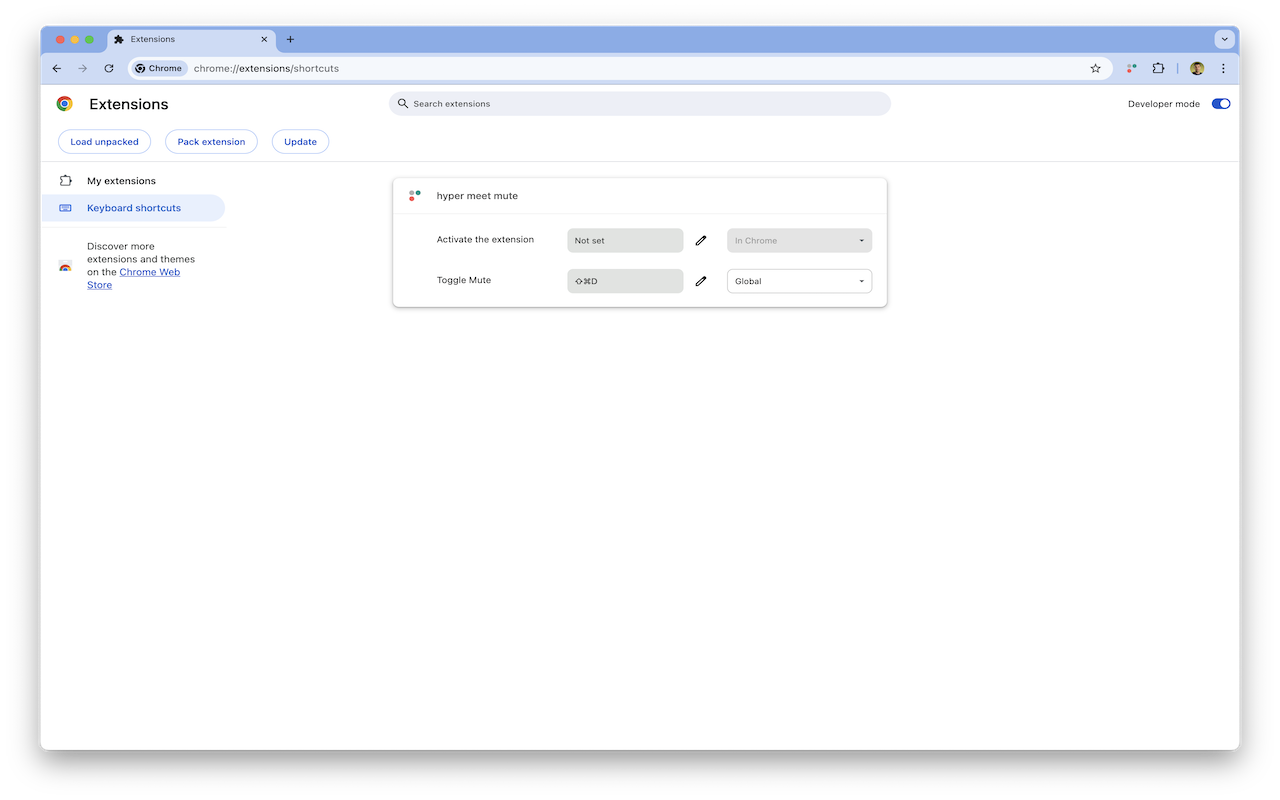 Extensions
Chrome
chrome://extensions/shortcuts
Extensions
Search extensions
Developer mode
Load unpacked
Pack extension
Update
My extensions
Keyboard shortcuts
Discover more
extensions and themes
on the Chrome Web
Store
hyper meet mute
Activate the extension
Not set
In Chrome
Toggle Mute
⇧⌘D
Global